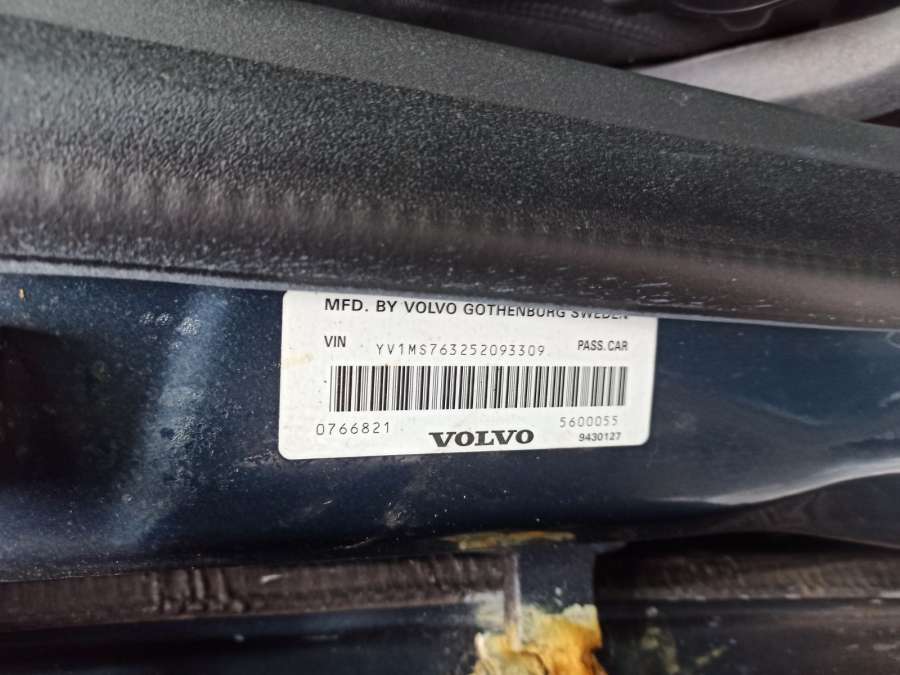 MFD. BY VOLVO GOTHENBURG SWEDEN
VIN YV1MS763252093309 PASS. CAR
0766821 5600055
VOLVO 9430127